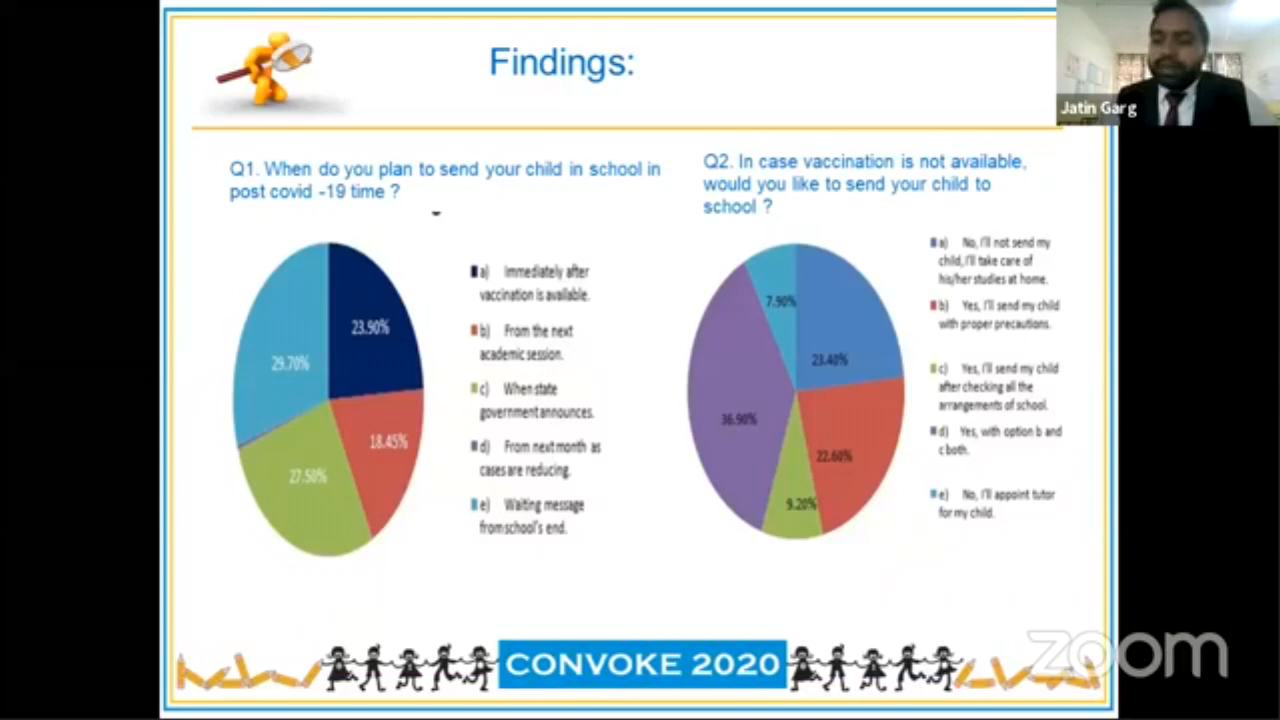 Findings:
Jatin Garg
Q1. When do you plan to send your child in school in
post covid -19 time ?
23.90%
29.70%
18.45%
27.50%
a) Immediately after
vaccination is available.
b) From the next
academic session.
c) When state
government announces.
d) From next month as
cases are reducing.
e) Waiting message
from school's end.
Q2. In case vaccination is not available,
would you like to send your child to
school ?
7.90%
23.40%
36.90%
22.60%
9.20%
a) No, I'll not send my
child, I'll take care of
his/her studies at home.
b) Yes, I'll send my child
with proper precautions.
c) Yes, I'll send my child
after checking all the
arrangements of school.
d) Yes, with option b and
c both.
e) No, I'll appoint tutor
for my child.
CONVOKE 2020
zoom